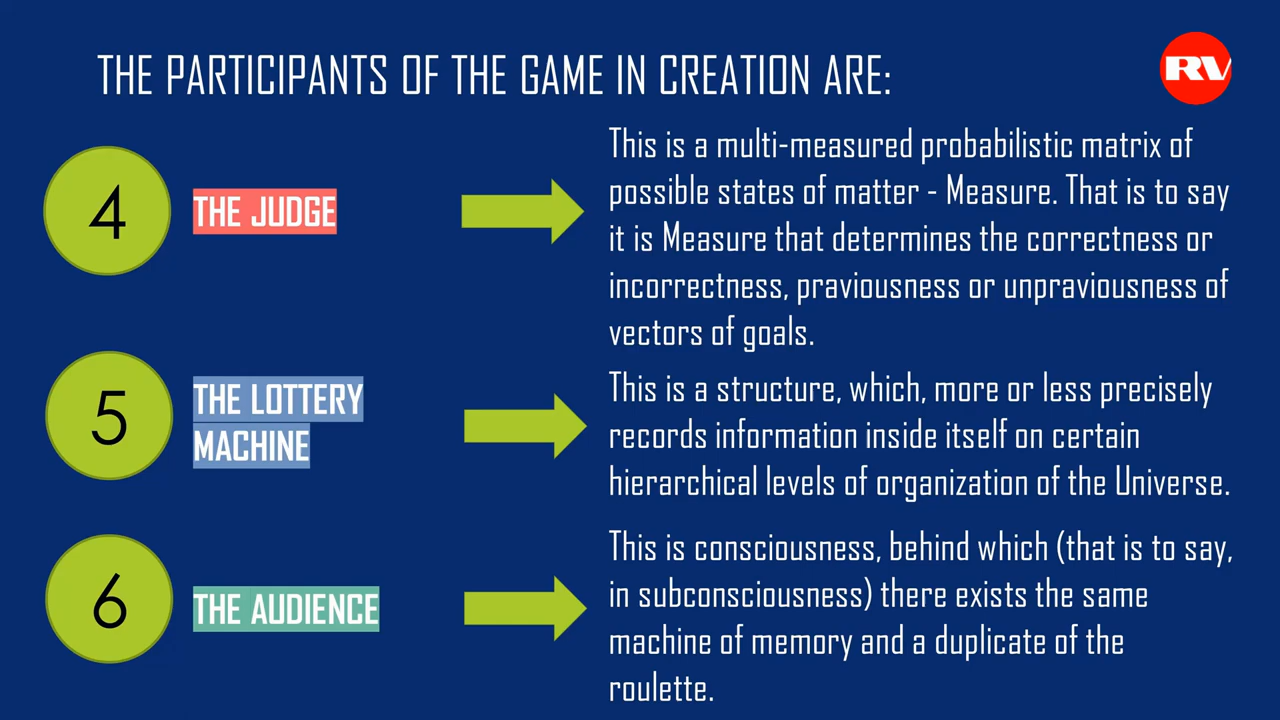 THE PARTICIPANTS OF THE GAME IN CREATION ARE:
RV
4
THE JUDGE
This is a multi-measured probabilistic matrix of
possible states of matter - Measure. That is to say
it is Measure that determines the correctness or
incorrectness, praviousness or unpraviousness of
vectors of goals.
5
THE LOTTERY
MACHINE
This is a structure, which, more or less precisely
records information inside itself on certain
hierarchical levels of organization of the Universe.
6
THE AUDIENCE
This is consciousness, behind which (that is to say,
in subconsciousness) there exists the same
machine of memory and a duplicate of the
roulette.